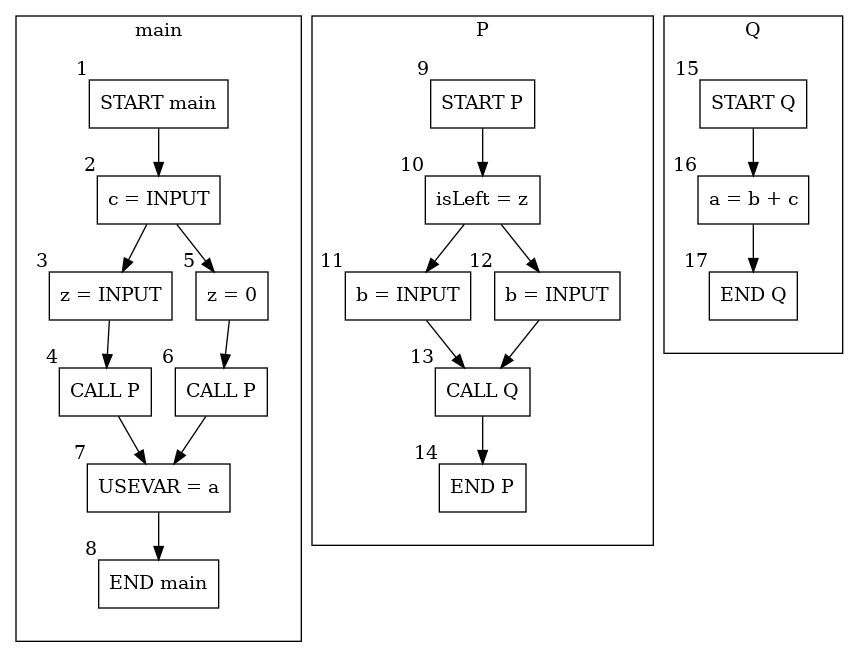 main
1
START main
2
c = INPUT
3
z = INPUT
5
z = 0
4
CALL P
6
CALL P
7
USEVAR = a
8
END main
P
9
START P
10
isLeft = z
11
b = INPUT
12
b = INPUT
13
CALL Q
14
END P
Q
15
START Q
16
a = b + c
17
END Q